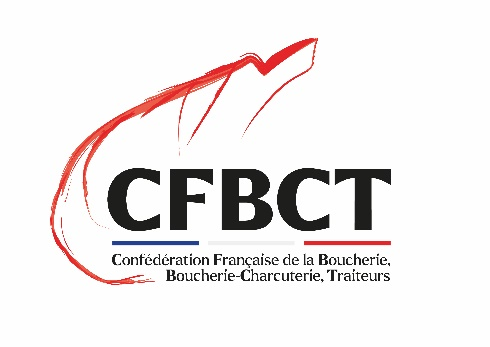 CFBCT
Confédération Française de la Boucherie,
Boucherie-Charcuterie, Traiteurs